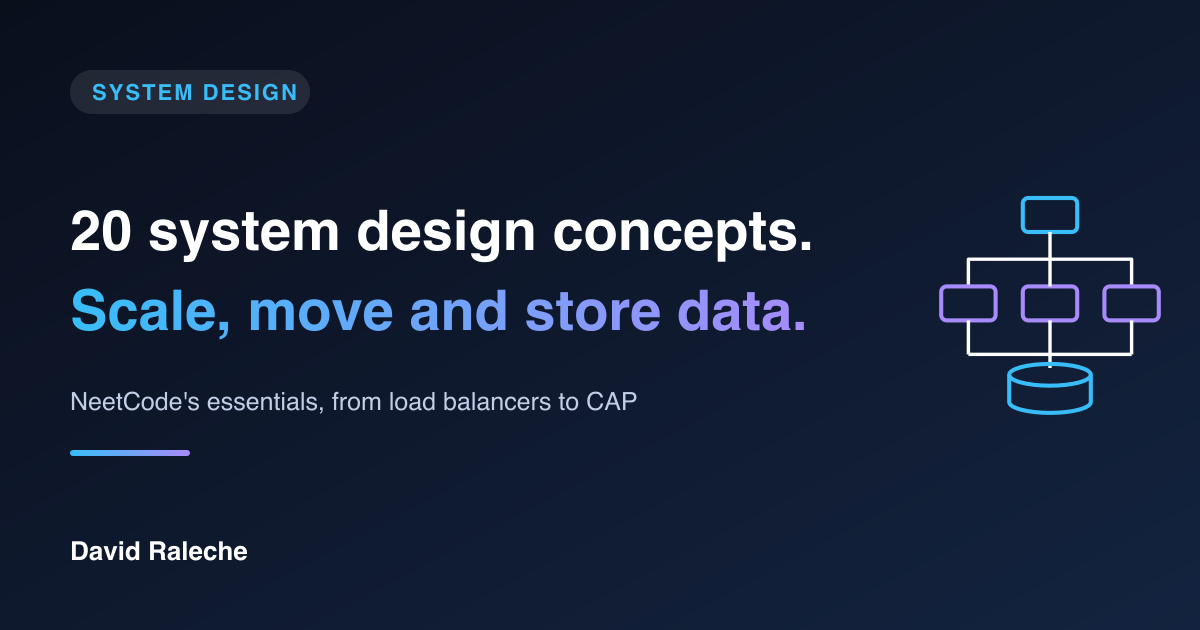 SYSTEM DESIGN
20 system design concepts.
Scale, move and store data.
NeetCode's essentials, from load balancers to CAP
David Raleche